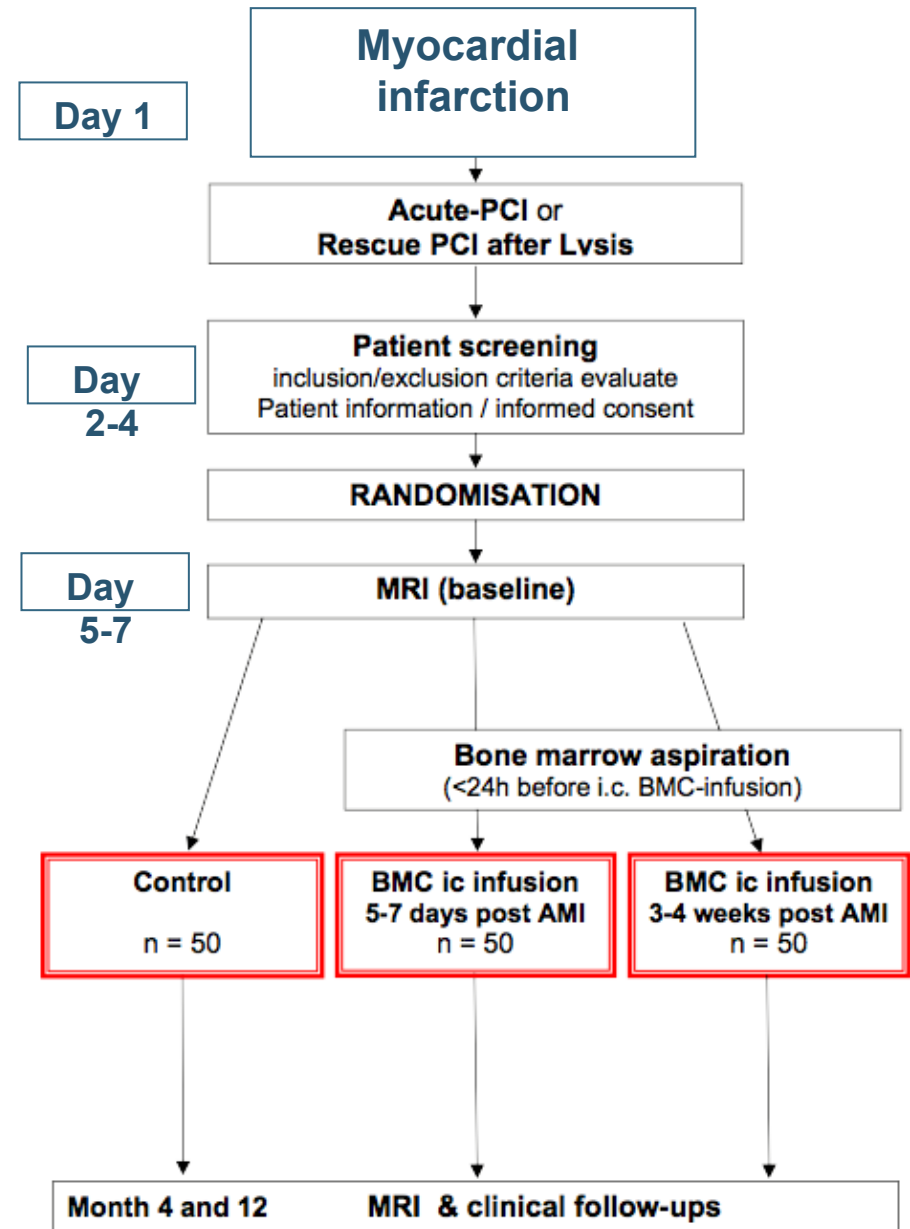 Myocardial
infarction
Day 1
Acute-PCI or
Rescue PCI after Lysis
Patient screening
inclusion/exclusion criteria evaluate
Patient information / informed consent
Day
2-4
RANDOMISATION
MRI (baseline)
Day
5-7
Bone marrow aspiration
(<24h before i.c. BMC-infusion)
Control
n = 50
BMC ic infusion
5-7 days post AMI
n = 50
BMC ic infusion
3-4 weeks post AMI
n = 50
Month 4 and 12 MRI & clinical follow-ups